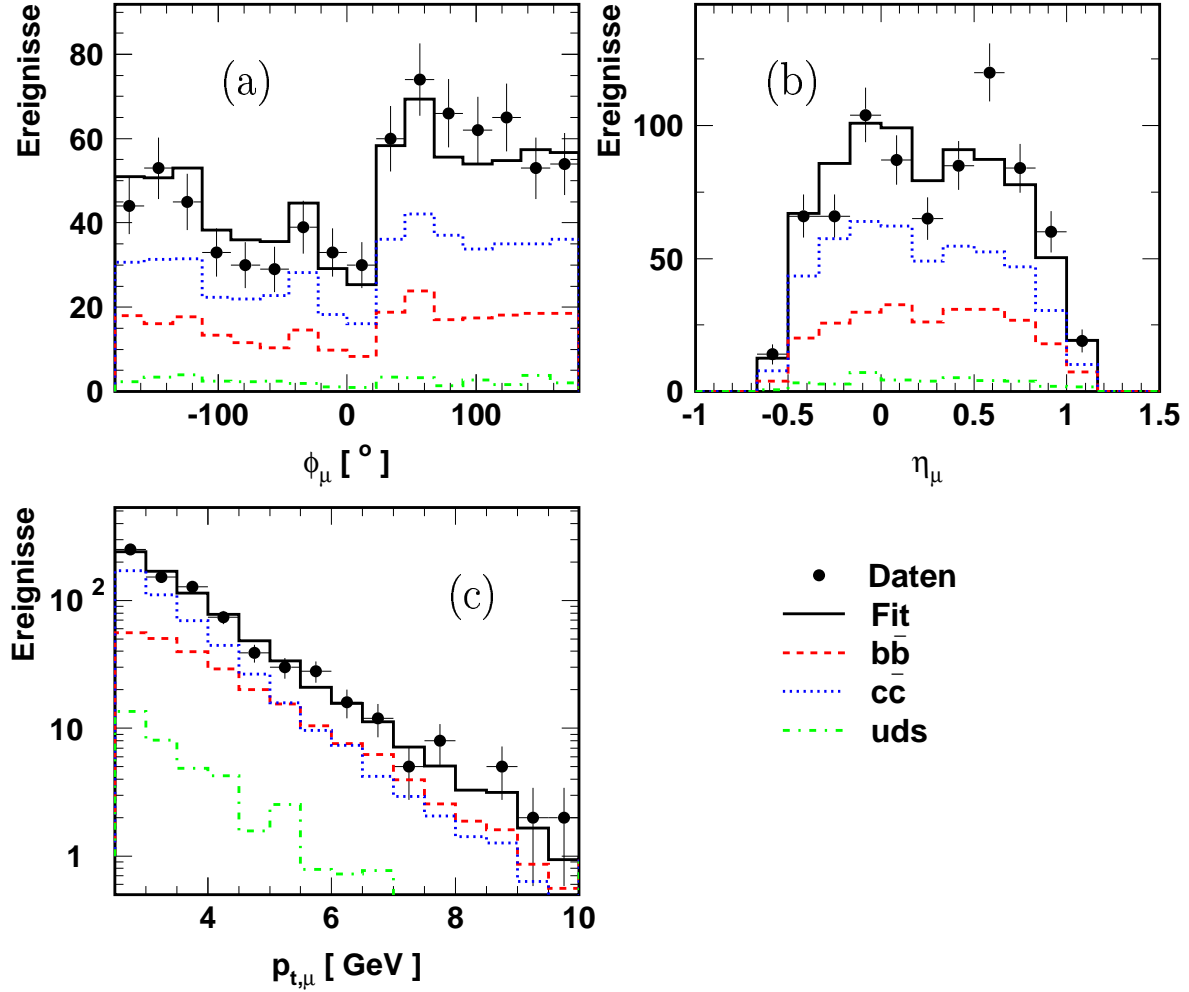 Ereignisse
(a)
80
60
40
20
0
-100 0 100
ϕμ [ ° ]
Ereignisse
(b)
100
50
0
-1 -0.5 0 0.5 1 1.5
ημ
Ereignisse
(c)
10²
10
1
4 6 8 10
pt,μ [ GeV ]
Daten
Fit
bb̄
cc̄
uds